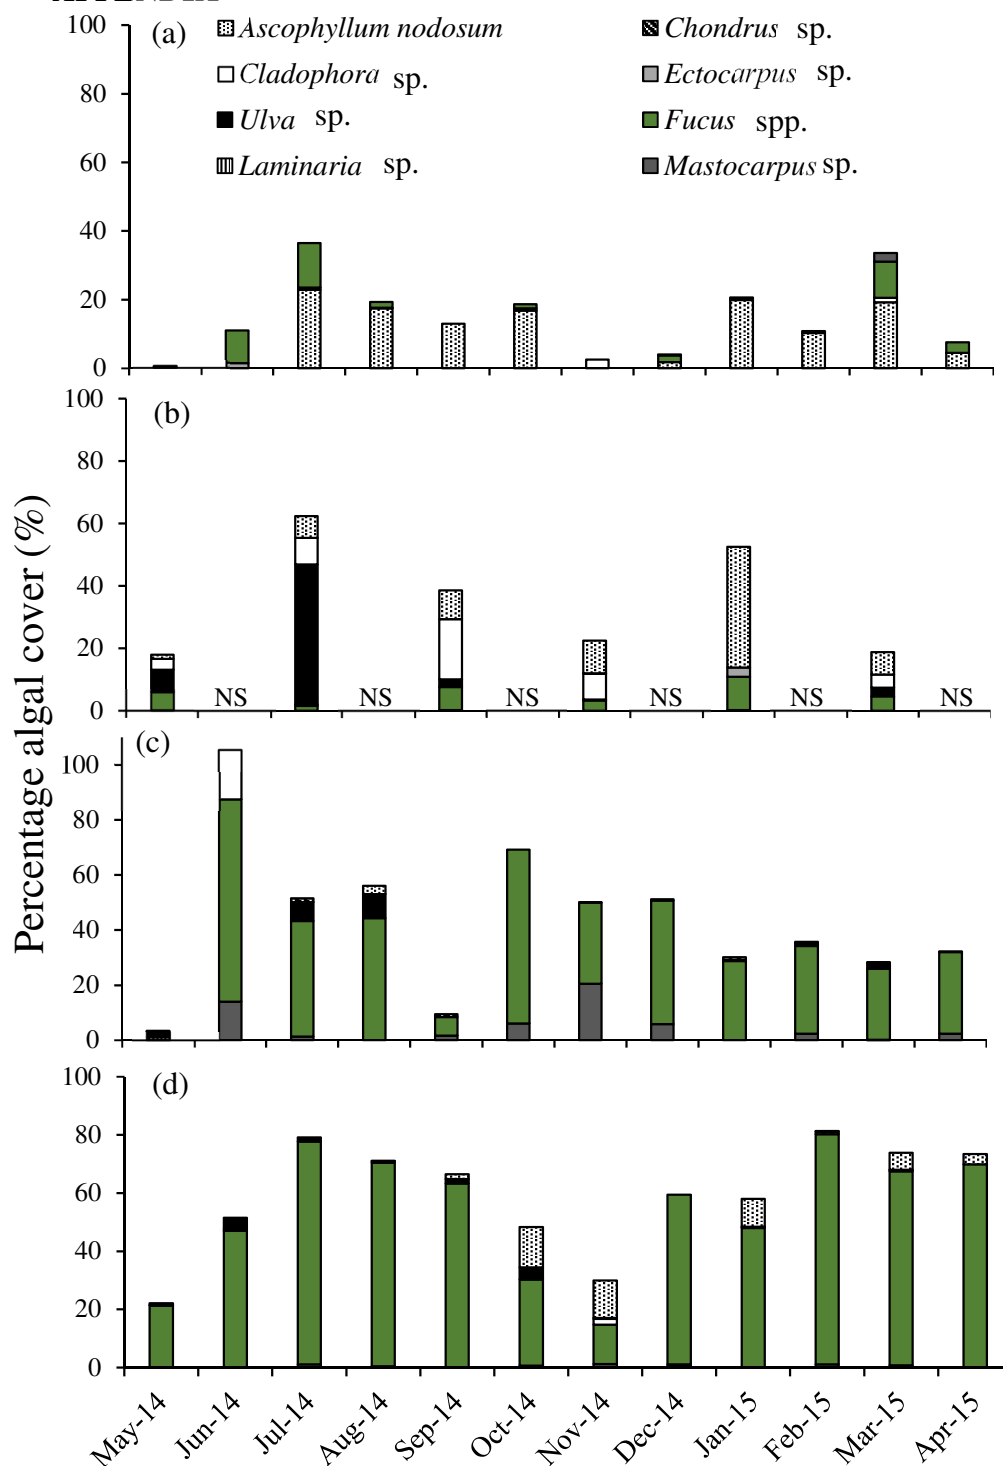 (a)
Ascophyllum nodosum
Chondrus sp.
Cladophora sp.
Ectocarpus sp.
Ulva sp.
Fucus spp.
Laminaria sp.
Mastocarpus sp.
100
80
60
40
20
0
(b)
100
80
60
40
20
0
NS NS NS NS NS NS
Percentage algal cover (%)
(c)
100
80
60
40
20
0
(d)
100
80
60
40
20
0
May-14
Jun-14
Jul-14
Aug-14
Sep-14
Oct-14
Nov-14
Dec-14
Jan-15
Feb-15
Mar-15
Apr-15